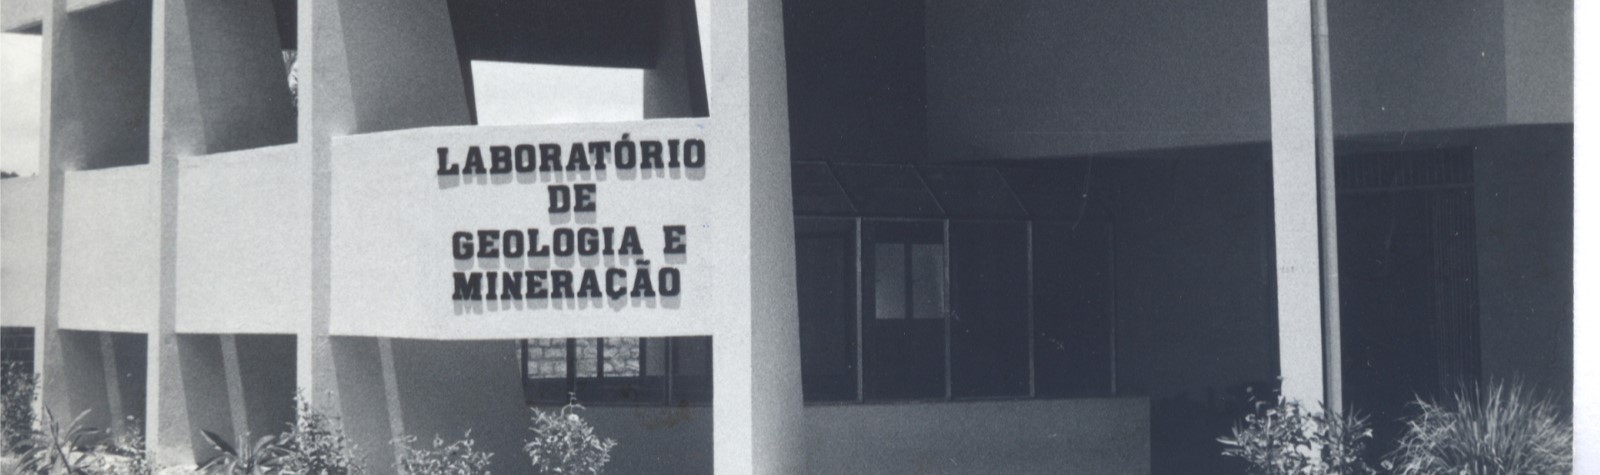 LABORATÓRIO
DE
GEOLOGIA E
MINERAÇÃO